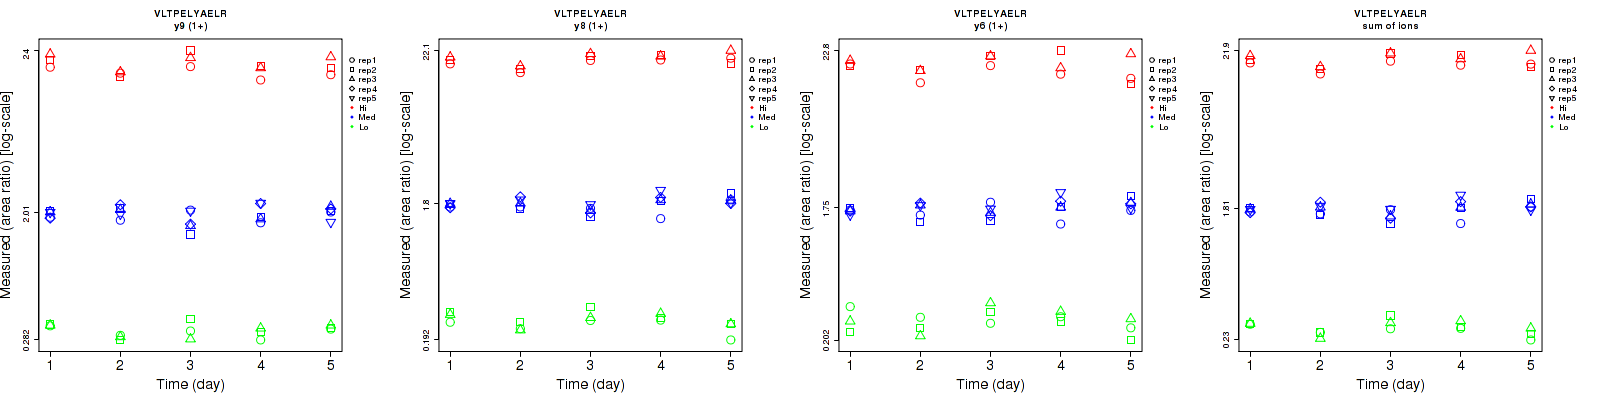 VLTPELYAELR
y9 (1+)
Measured (area ratio) [log-scale]
24
2.01
0.282
1 2 3 4 5
Time (day)
rep1
rep2
rep3
rep4
rep5
Hi
Med
Lo
VLTPELYAELR
y8 (1+)
Measured (area ratio) [log-scale]
22.1
1.8
0.192
1 2 3 4 5
Time (day)
rep1
rep2
rep3
rep4
rep5
Hi
Med
Lo
VLTPELYAELR
y6 (1+)
Measured (area ratio) [log-scale]
22.8
1.75
0.202
1 2 3 4 5
Time (day)
rep1
rep2
rep3
rep4
rep5
Hi
Med
Lo
VLTPELYAELR
sum of ions
Measured (area ratio) [log-scale]
21.9
1.81
0.23
1 2 3 4 5
Time (day)
rep1
rep2
rep3
rep4
rep5
Hi
Med
Lo